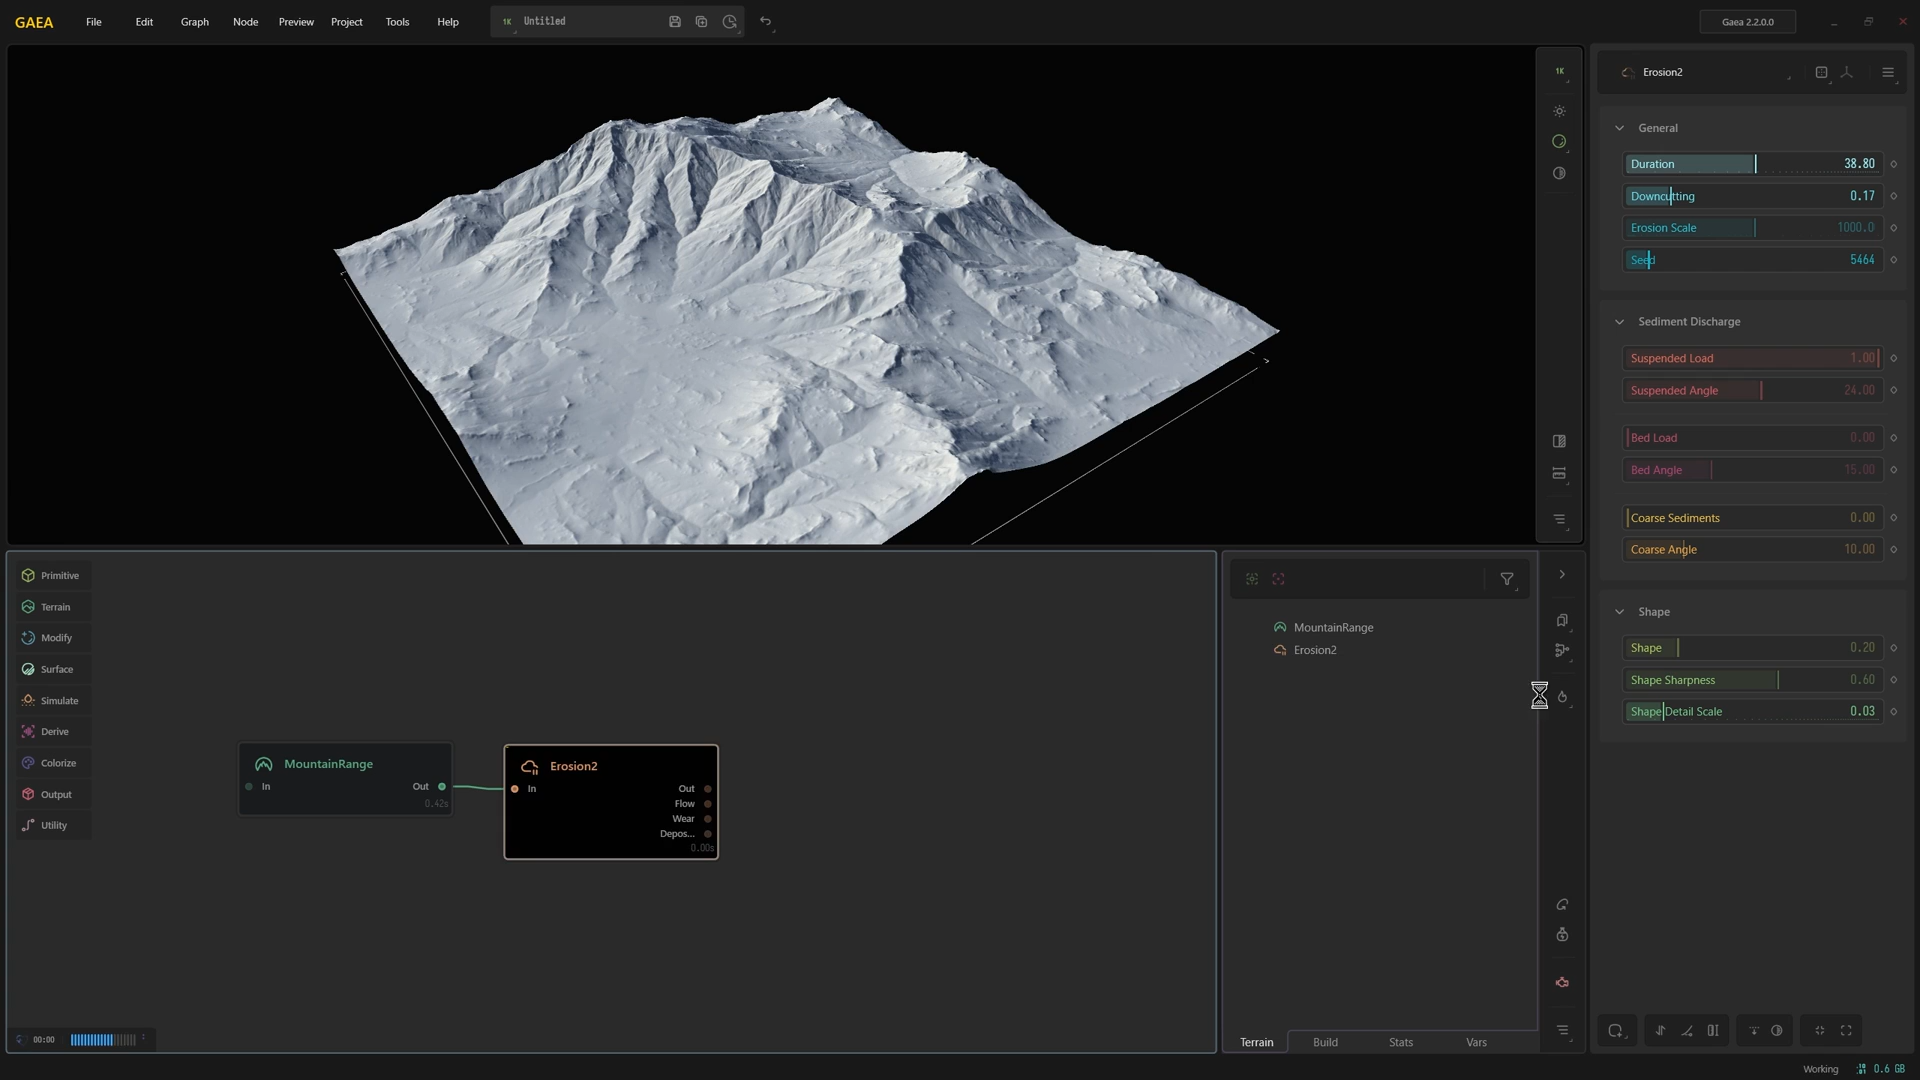 GAEA File Edit Graph Node Preview Project Tools Help 1K Untitled Gaea 2.2.0.0
1K
Erosion2
General
Duration 38.80
Downcutting 0.17
Erosion Scale 1000.0
Seed 5464
Sediment Discharge
Suspended Load 1.00
Suspended Angle 24.00
Bed Load 0.00
Bed Angle 15.00
Coarse Sediments 0.00
Coarse Angle 10.00
Shape
Shape 0.20
Shape Sharpness 0.60
Shape Detail Scale 0.03
Primitive
Terrain
Modify
Surface
Simulate
Derive
Colorize
Output
Utility
MountainRange
In Out
0.42s
Erosion2
In Out
Flow
Wear
Depos...
0.00s
MountainRange
Erosion2
00:00
Terrain Build Stats Vars
Working 0.6 GB